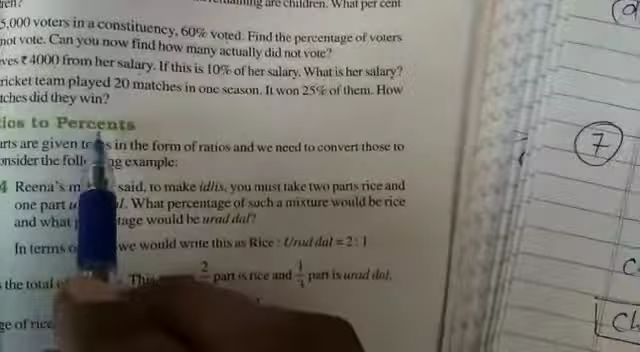 are children. What per cent
5,000 voters in a constituency, 60% voted. Find the percentage of voters
not vote. Can you now find how many actually did not vote?
ves ₹ 4000 from her salary. If this is 10% of her salary. What is her salary?
ricket team played 20 matches in one season. It won 25% of them. How
tches did they win?
ios to Percents
arts are given to us in the form of ratios and we need to convert those to
onsider the foll ng example:
4 Reena's m said, to make idlis, you must take two parts rice and
one part u l. What percentage of such a mixture would be rice
and what p tage would be urad dal?
In terms o we would write this as Rice : Urad dal = 2 : 1
the total This 2 part is rice and 1/3 part is urad dal.
ge of rice
7